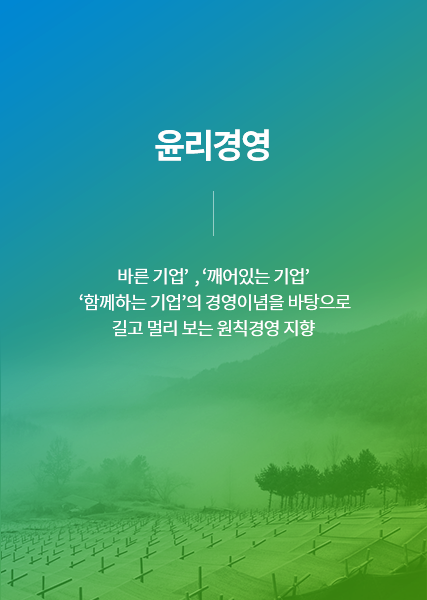 윤리경영
바른 기업’ , ‘깨어있는 기업’
‘함께하는 기업’의 경영이념을 바탕으로
길고 멀리 보는 원칙경영 지향